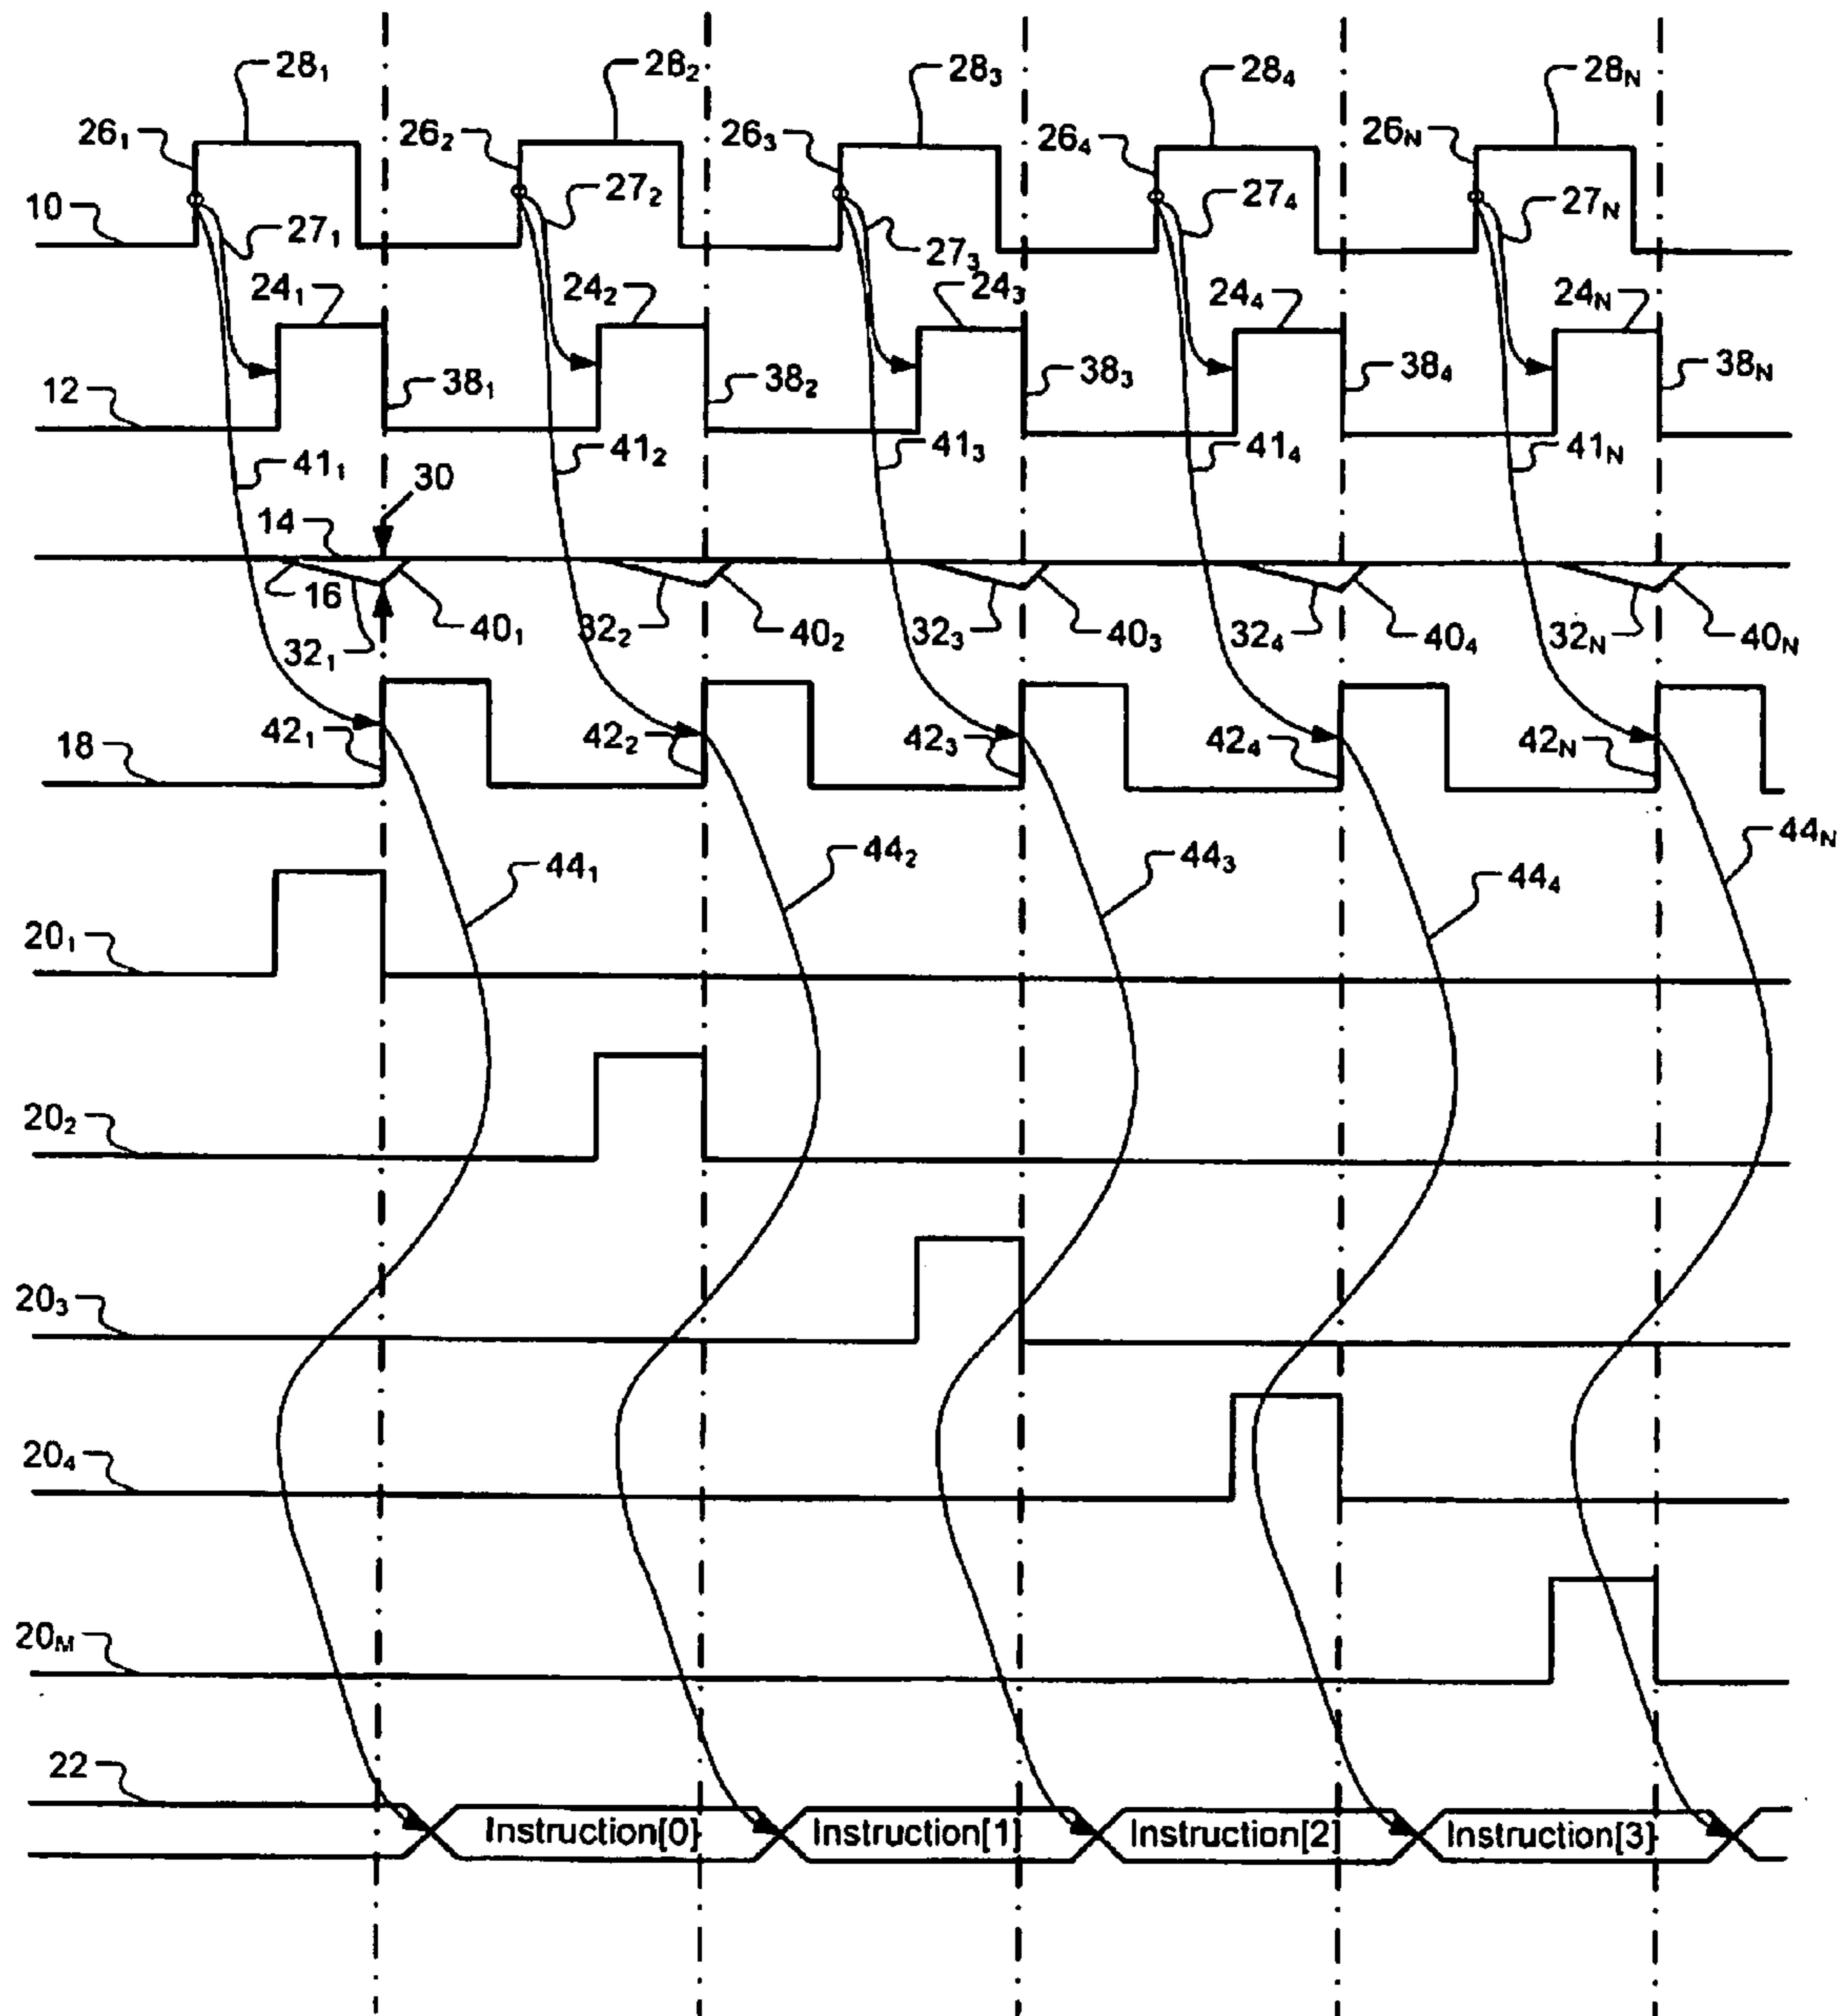 28₁ 28₂ 28₃ 28₄ 28N
26₁ 26₂ 26₃ 26₄ 26N
10 27₁ 27₂ 27₃ 27₄ 27N
24₁ 24₂ 24₃ 24₄ 24N
12 38₁ 38₂ 38₃ 38₄ 38N
41₁ 41₂ 41₃ 41₄ 41N
30
14
16 32₁ 40₁ 32₂ 40₂ 32₃ 40₃ 32₄ 40₄ 32N 40N
18 42₁ 42₂ 42₃ 42₄ 42N
44₁ 44₂ 44₃ 44₄ 44N
20₁
20₂
20₃
20₄
20M
22
Instruction[0] Instruction[1] Instruction[2] Instruction[3]